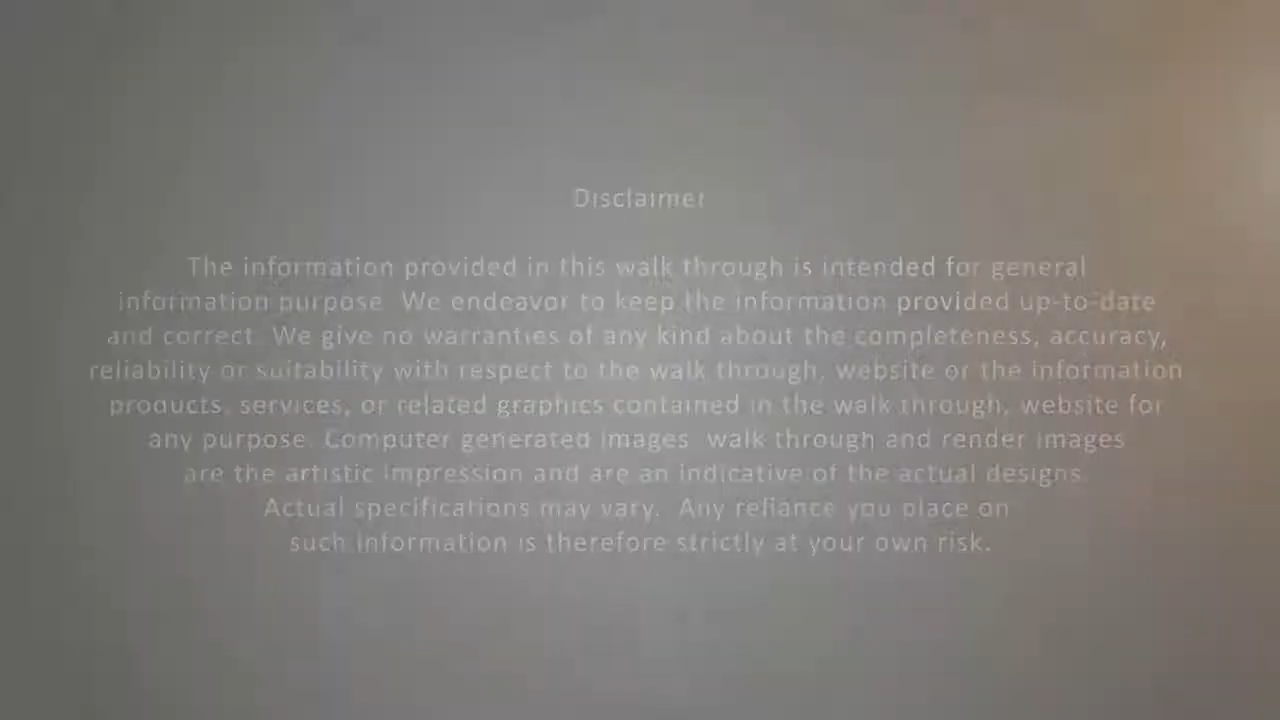 Disclaimer
The information provided in this walk through is intended for general
information purpose. We endeavor to keep the information provided up-to-date
and correct. We give no warranties of any kind about the completeness, accuracy,
reliability or suitability with respect to the walk through, website or the information
products, services, or related graphics contained in the walk through, website for
any purpose. Computer generated images, walk through and render images
are the artistic impression and are an indicative of the actual designs.
Actual specifications may vary. Any reliance you place on
such information is therefore strictly at your own risk.